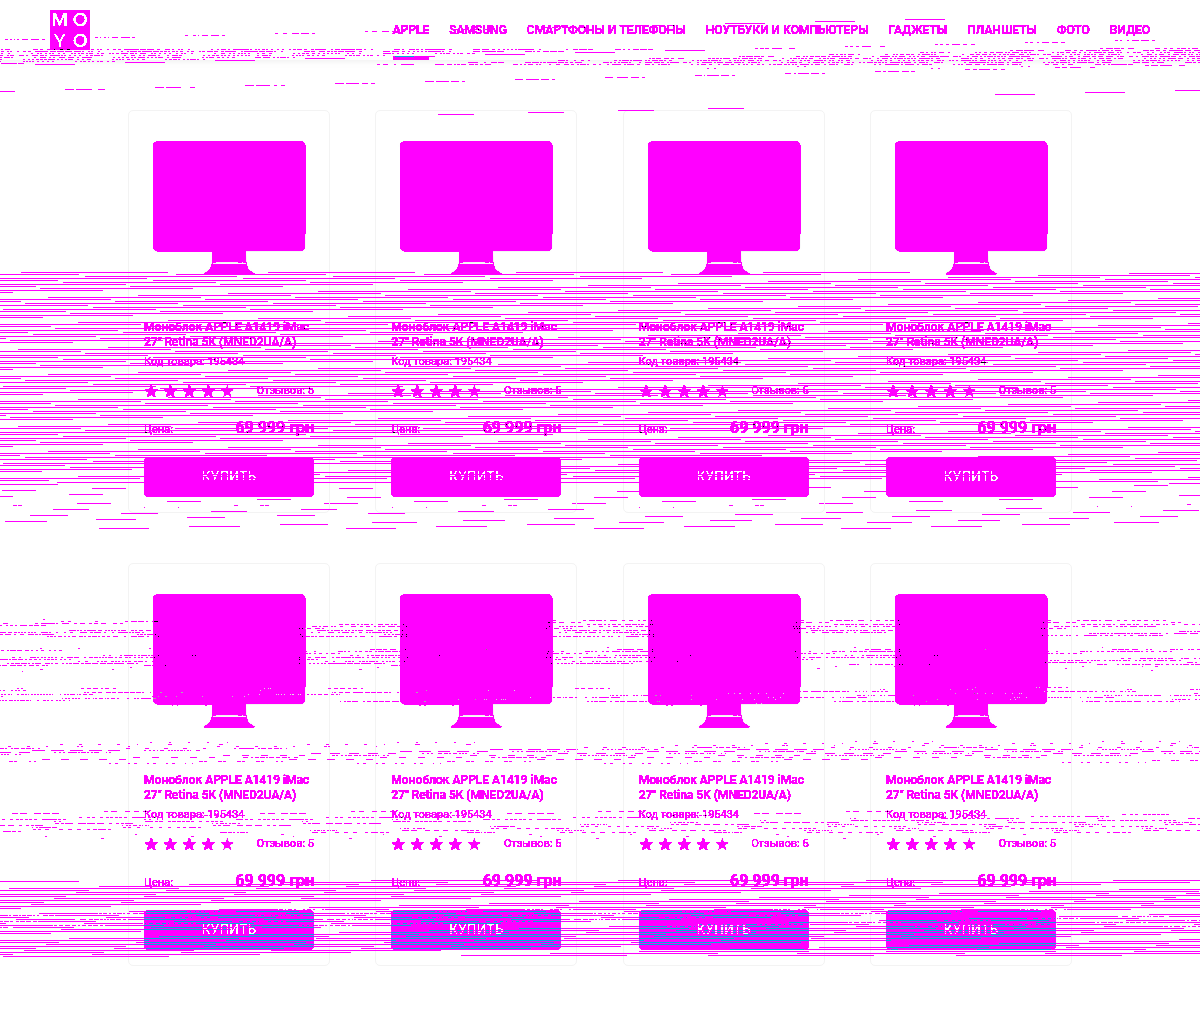 MO
YO
APPLE SAMSUNG СМАРТФОНЫ И ТЕЛЕФОНЫ НОУТБУКИ И КОМПЬЮТЕРЫ ГАДЖЕТЫ ПЛАНШЕТЫ ФОТО ВИДЕО
Моноблок APPLE A1419 iMac Моноблок APPLE A1419 iMac Моноблок APPLE A1419 iMac Моноблок APPLE A1419 iMac
27" Retina 5K (MNED2UA/A) 27" Retina 5K (MNED2UA/A) 27" Retina 5K (MNED2UA/A) 27" Retina 5K (MNED2UA/A)
Код товара: 195434 Код товара: 195434 Код товара: 195434 Код товара: 195434
Отзывов: 5 Отзывов: 5 Отзывов: 5 Отзывов: 5
Цена: 69 999 грн Цена: 69 999 грн Цена: 69 999 грн Цена: 69 999 грн
КУПИТЬ КУПИТЬ КУПИТЬ КУПИТЬ
Моноблок APPLE A1419 iMac Моноблок APPLE A1419 iMac Моноблок APPLE A1419 iMac Моноблок APPLE A1419 iMac
27" Retina 5K (MNED2UA/A) 27" Retina 5K (MNED2UA/A) 27" Retina 5K (MNED2UA/A) 27" Retina 5K (MNED2UA/A)
Код товара: 195434 Код товара: 195434 Код товара: 195434 Код товара: 195434
Отзывов: 5 Отзывов: 5 Отзывов: 5 Отзывов: 5
Цена: 69 999 грн Цена: 69 999 грн Цена: 69 999 грн Цена: 69 999 грн
КУПИТЬ КУПИТЬ КУПИТЬ КУПИТЬ